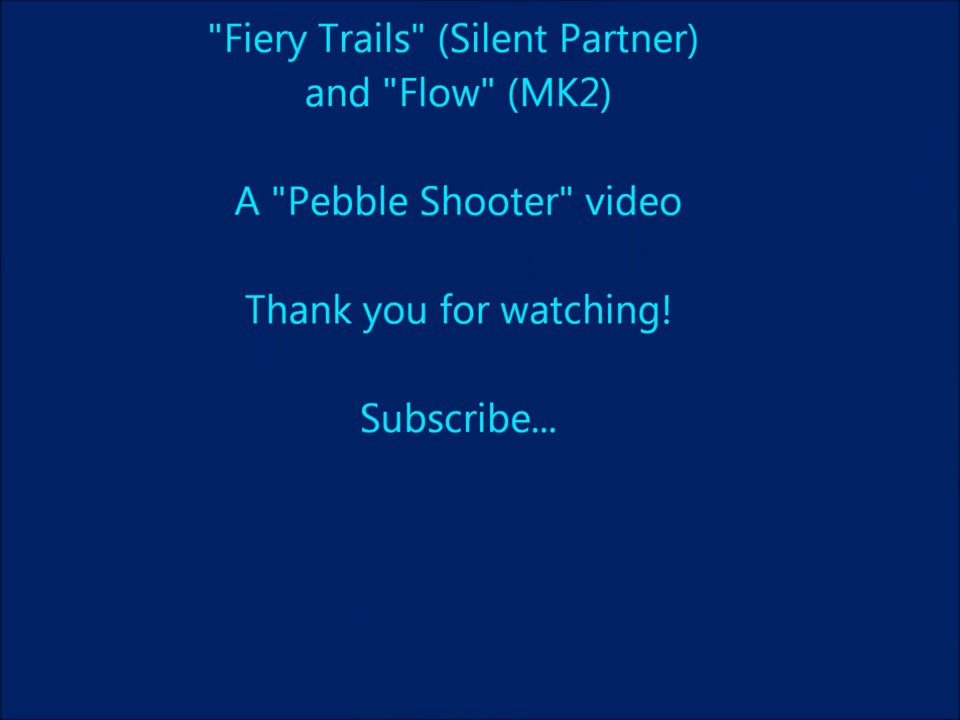 "Fiery Trails" (Silent Partner)
and "Flow" (MK2)
A "Pebble Shooter" video
Thank you for watching!
Subscribe...